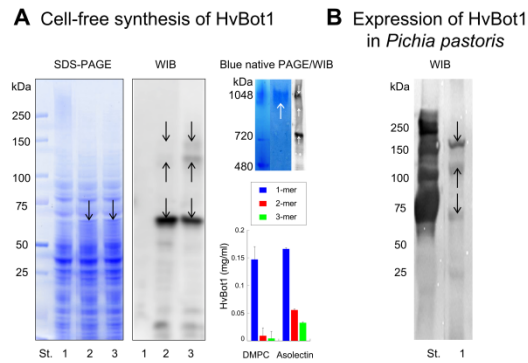 A Cell-free synthesis of HvBot1
B Expression of HvBot1
in Pichia pastoris
SDS-PAGE
WIB
Blue native PAGE/WIB
WIB
kDa
250
150
100
75
50
25
St.
1
2
3
1
2
3
kDa
1048
720
480
1-mer
2-mer
3-mer
HvBot1 (mg/ml)
0.2
0.15
0.1
0.05
0
DMPC
Asolectin
kDa
250
150
100
75
50
25
St.
1